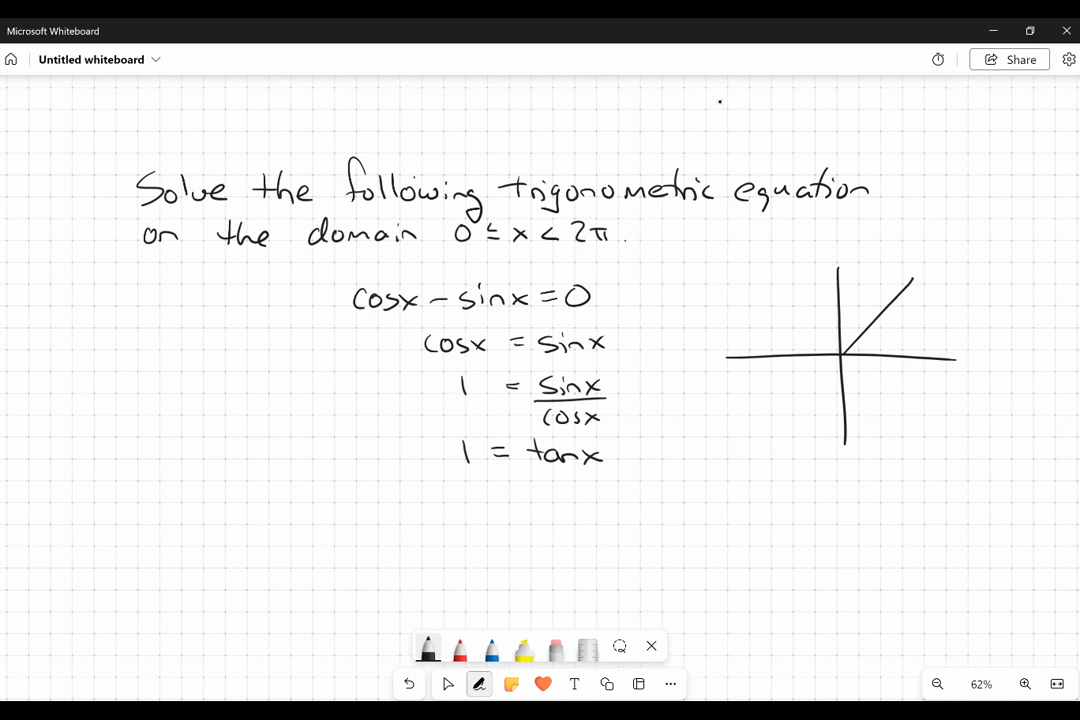 Microsoft Whiteboard
Untitled whiteboard
Share
Solve the following trigonometric equation
on the domain 0 ≤ x < 2π.
cosx - sinx = 0
cosx = sinx
1 = sinx / cosx
1 = tanx
62%